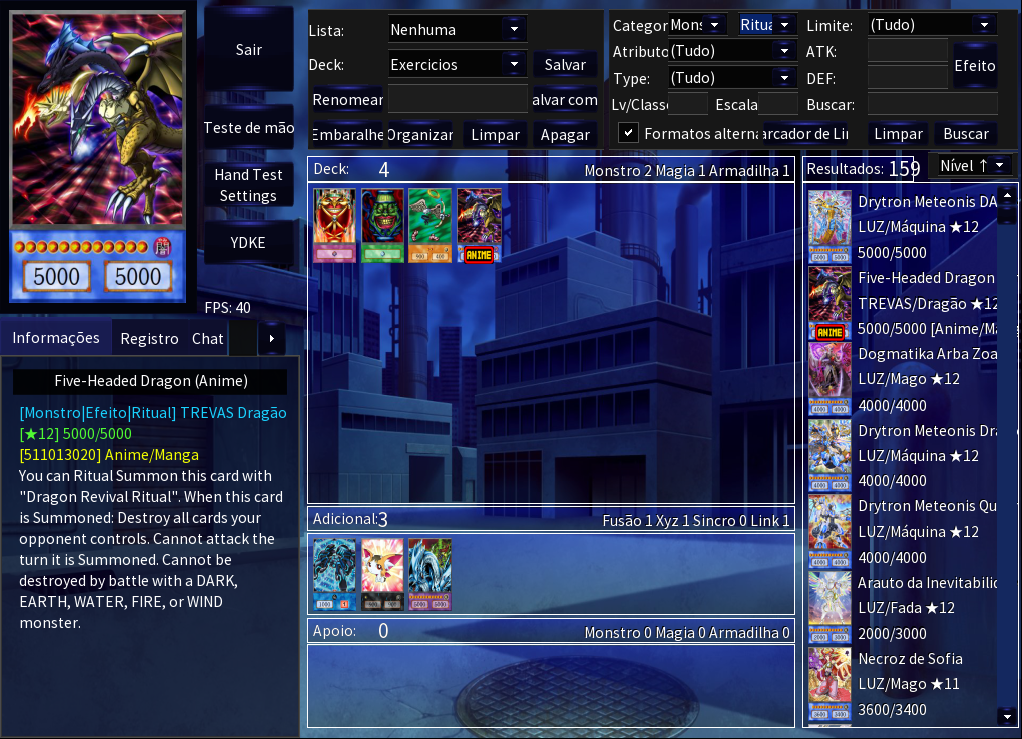 5000 5000
Sair
Teste de mão
Hand Test
Settings
YDKE
FPS: 40
Lista: Nenhuma
Deck: Exercicios Salvar
Renomear alvar com
Embaralhe Organizar Limpar Apagar
Categor Mons Ritua Limite: (Tudo)
Atributo (Tudo) ATK:
Efeito
Type: (Tudo) DEF:
Lv/Classe Escala Buscar:
Formatos alterna arcador de Lin Limpar Buscar
Informações Registro Chat
Five-Headed Dragon (Anime)
[Monstro|Efeito|Ritual] TREVAS Dragão
[★12] 5000/5000
[511013020] Anime/Manga
You can Ritual Summon this card with
"Dragon Revival Ritual". When this card
is Summoned: Destroy all cards your
opponent controls. Cannot attack the
turn it is Summoned. Cannot be
destroyed by battle with a DARK,
EARTH, WATER, FIRE, or WIND
monster.
Deck: 4 Monstro 2 Magia 1 Armadilha 1
ANIME
Adicional: 3 Fusão 1 Xyz 1 Sincro 0 Link 1
Apoio: 0 Monstro 0 Magia 0 Armadilha 0
Resultados: 159 Nível ↑
Drytron Meteonis DA
LUZ/Máquina ★12
5000/5000
Five-Headed Dragon
TREVAS/Dragão ★12
5000/5000 [Anime/Ma
ANIME
Dogmatika Arba Zoa
LUZ/Mago ★12
4000/4000
Drytron Meteonis Dra
LUZ/Máquina ★12
4000/4000
Drytron Meteonis Qu
LUZ/Máquina ★12
4000/4000
Arauto da Inevitabilid
LUZ/Fada ★12
2000/3000
Necroz de Sofia
LUZ/Mago ★11
3600/3400